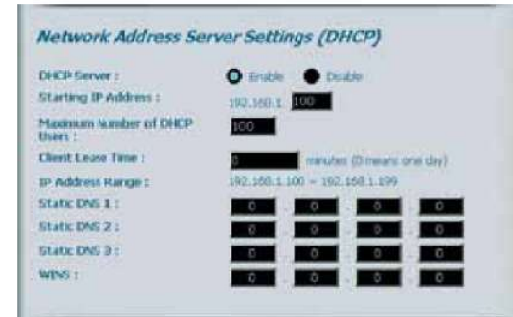 Network Address Server Settings (DHCP)
DHCP Server : Enable Disable
Starting IP Address : 192.168.1. 100
Maximum Number of DHCP Users : 100
Client Lease Time : 0 minutes (0 means one day)
IP Address Range : 192.168.1.100 ~ 192.168.1.199
Static DNS 1 : 0 . 0 . 0 . 0
Static DNS 2 : 0 . 0 . 0 . 0
Static DNS 3 : 0 . 0 . 0 . 0
WINS : 0 . 0 . 0 . 0